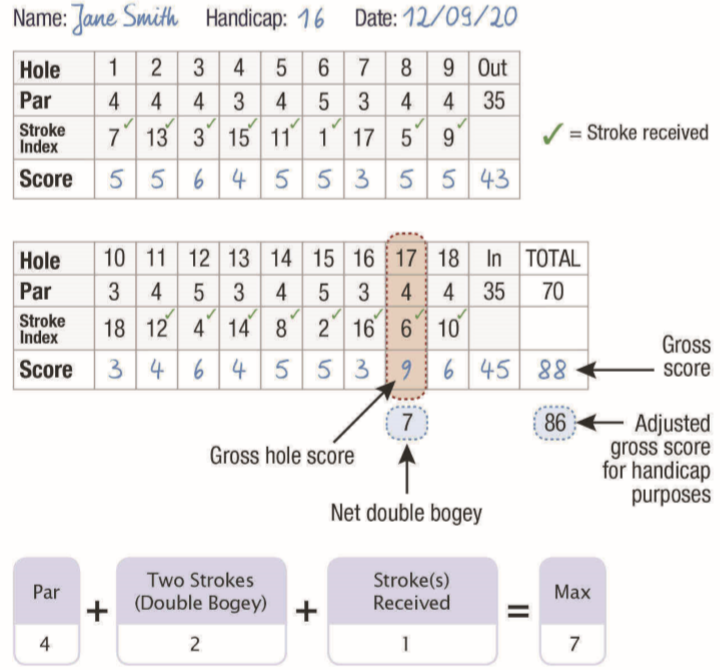 Name: Jane Smith Handicap: 16 Date: 12/09/20
Hole 1 2 3 4 5 6 7 8 9 Out
Par 4 4 4 3 4 5 3 4 4 35
Stroke
Index 7✓ 13✓ 3✓ 15✓ 11✓ 1✓ 17 5✓ 9✓
✓ = Stroke received
Score 5 5 6 4 5 5 3 5 5 43
Hole 10 11 12 13 14 15 16 17 18 In TOTAL
Par 3 4 5 3 4 5 3 4 4 35 70
Stroke
Index 18 12✓ 4✓ 14✓ 8✓ 2✓ 16✓ 6✓ 10✓
Score 3 4 6 4 5 5 3 9 6 45 88
Gross
score
7
86
Adjusted
gross score
for handicap
purposes
Gross hole score
Net double bogey
Par + Two Strokes
(Double Bogey) + Stroke(s)
Received = Max
4 2 1 7